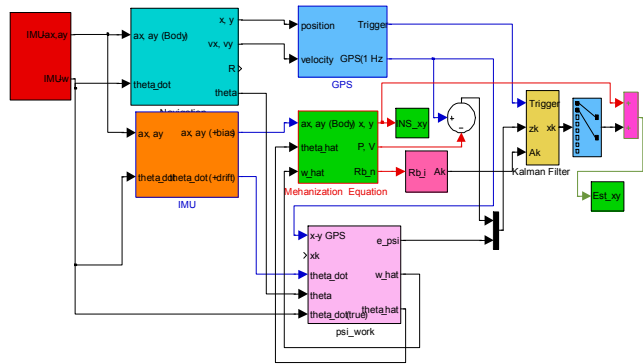 IMUax,ay
IMUw
ax, ay (Body)
theta_dot
x, y
vx, vy
R
theta
Navigation
position
velocity
Trigger
GPS(1 Hz
GPS
ax, ay
theta_dot
ax, ay (+bias)
theta_dot (+drift)
IMU
ax, ay (Body)
theta_hat
w_hat
x, y
P, V
Rb_n
Mehanization Equation
INS_xy
Rb_i
Ak
+
−
Trigger
zk
Ak
xk
Kalman Filter
+
Est_xy
x-y GPS
xk
theta_dot
theta
theta_dot(true)
e_psi
w_hat
theta_hat
psi_work